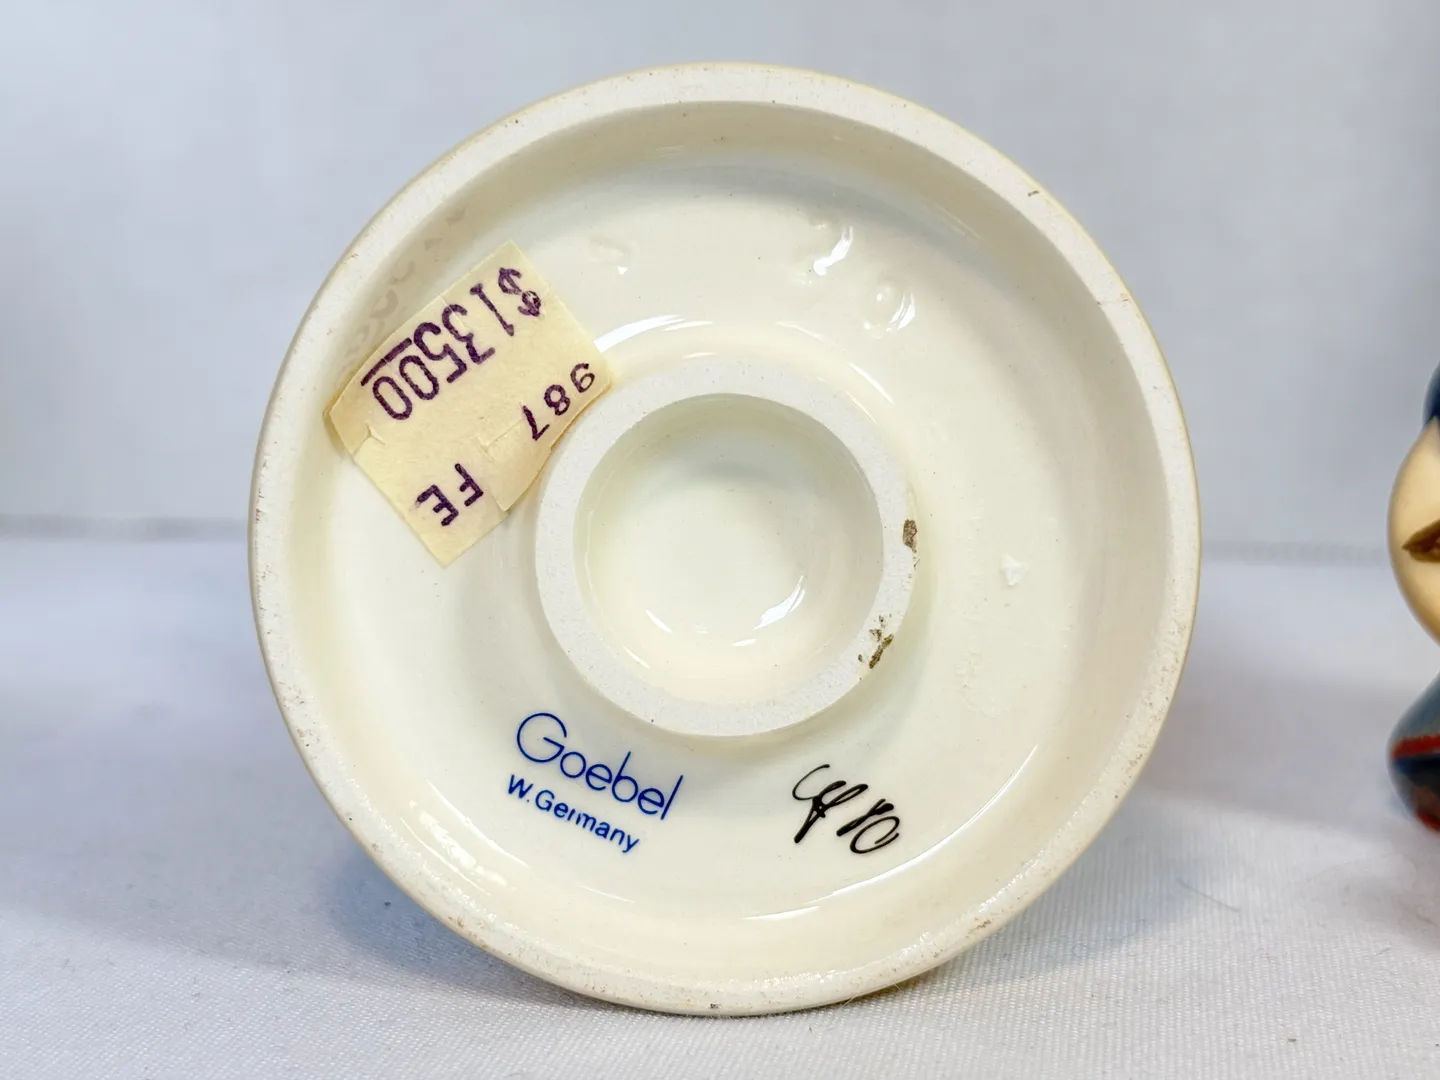 $13500
987
FE
Goebel
W. Germany